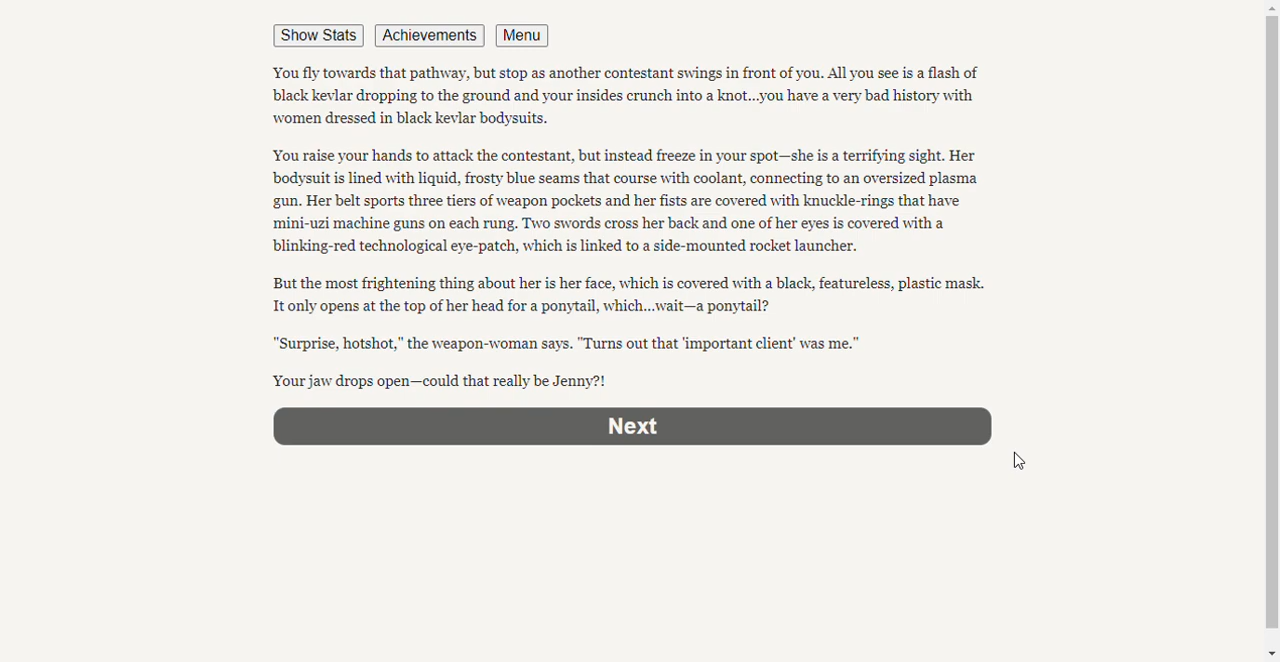 Show Stats Achievements Menu
You fly towards that pathway, but stop as another contestant swings in front of you. All you see is a flash of
black kevlar dropping to the ground and your insides crunch into a knot...you have a very bad history with
women dressed in black kevlar bodysuits.
You raise your hands to attack the contestant, but instead freeze in your spot—she is a terrifying sight. Her
bodysuit is lined with liquid, frosty blue seams that course with coolant, connecting to an oversized plasma
gun. Her belt sports three tiers of weapon pockets and her fists are covered with knuckle-rings that have
mini-uzi machine guns on each rung. Two swords cross her back and one of her eyes is covered with a
blinking-red technological eye-patch, which is linked to a side-mounted rocket launcher.
But the most frightening thing about her is her face, which is covered with a black, featureless, plastic mask.
It only opens at the top of her head for a ponytail, which...wait—a ponytail?
"Surprise, hotshot," the weapon-woman says. "Turns out that 'important client' was me."
Your jaw drops open—could that really be Jenny?!
Next